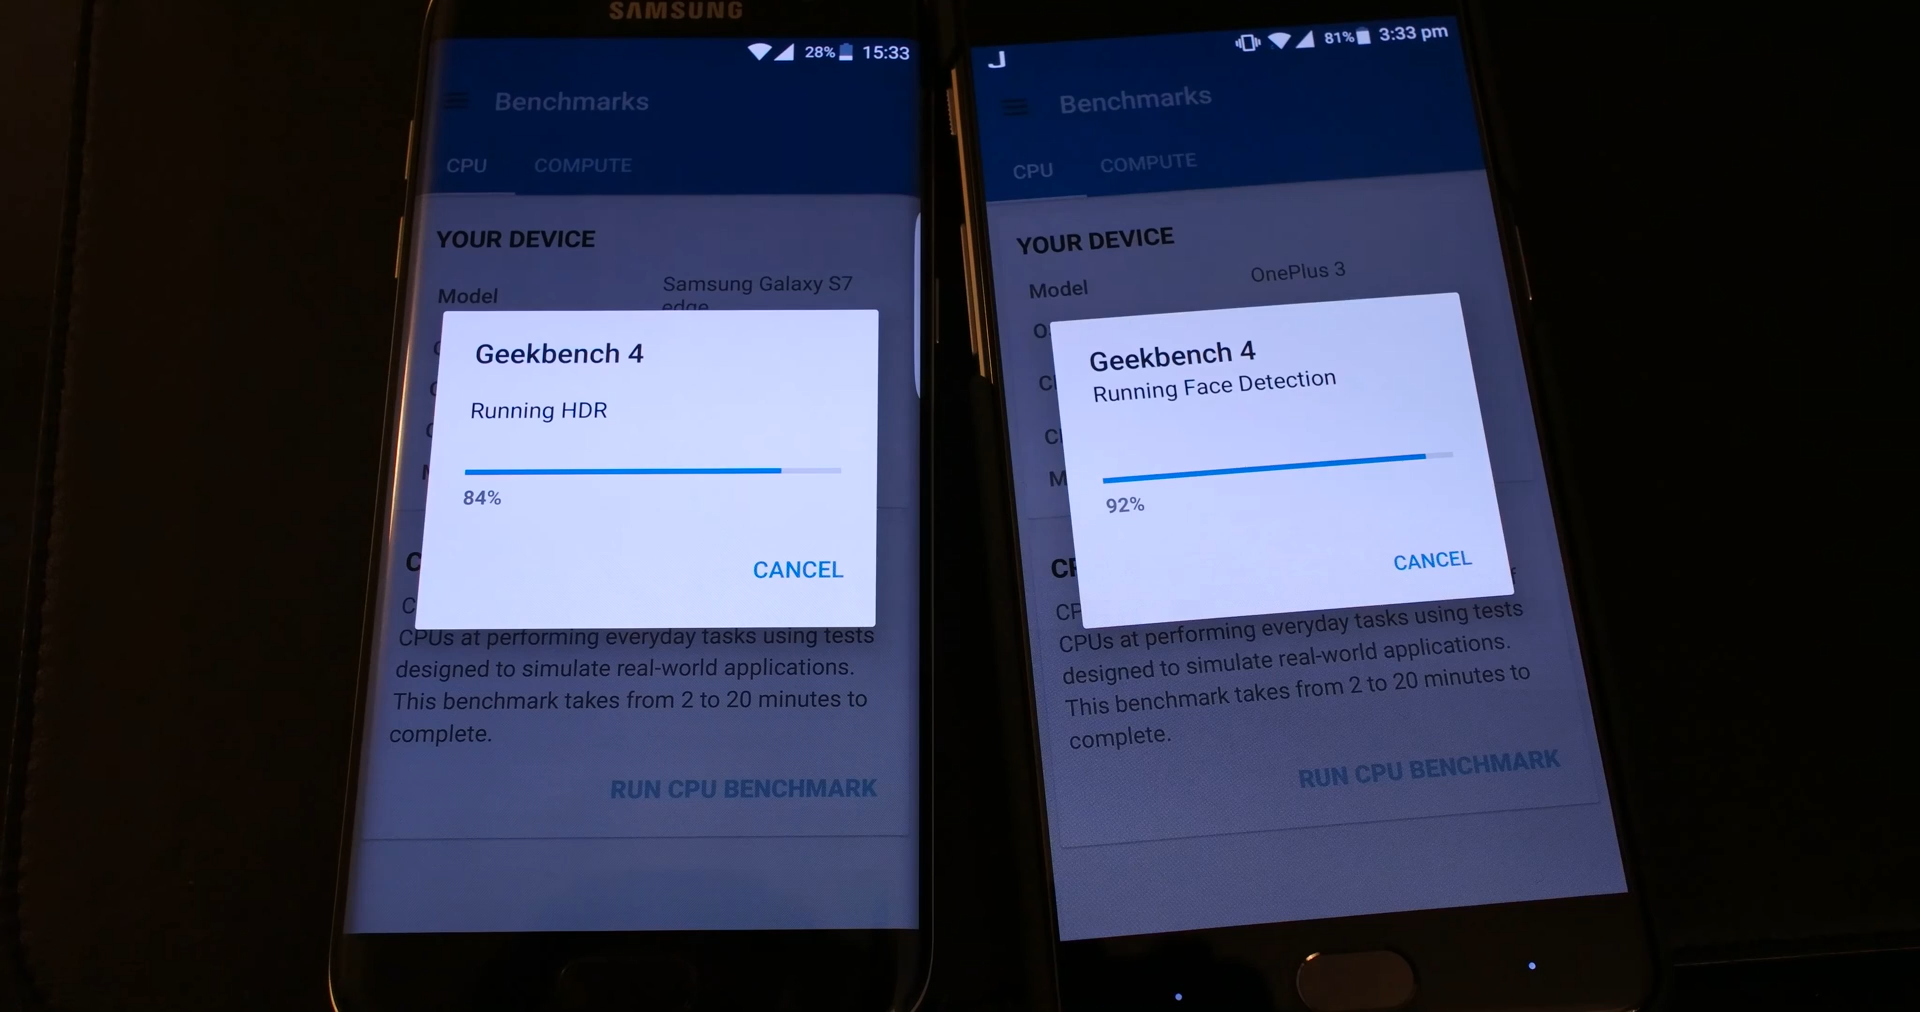 SAMSUNG
28% 15:33
Benchmarks
CPU COMPUTE
YOUR DEVICE
Model Samsung Galaxy S7
edge
Geekbench 4
Running HDR
84%
CANCEL
C
C
CPUs at performing everyday tasks using tests
designed to simulate real-world applications.
This benchmark takes from 2 to 20 minutes to
complete.
RUN CPU BENCHMARK
J 81% 3:33 pm
Benchmarks
CPU COMPUTE
YOUR DEVICE
Model OnePlus 3
Geekbench 4
Running Face Detection
92%
CANCEL
CP
CP
CPUs at performing everyday tasks using tests
designed to simulate real-world applications.
This benchmark takes from 2 to 20 minutes to
complete.
RUN CPU BENCHMARK